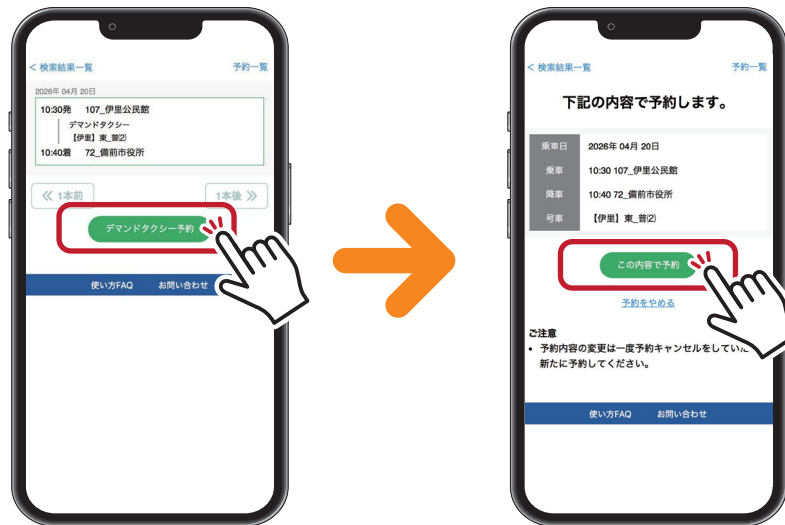 < 検索結果一覧
予約一覧
2026年 04月 20日
10:30発 107_伊里公民館
デマンドタクシー
【伊里】東_普(2)
10:40着 72_備前市役所
≪ 1本前
1本後 ≫
デマンドタクシー予約
使い方FAQ お問い合わせ
< 検索結果一覧
予約一覧
下記の内容で予約します。
乗車日 2026年 04月 20日
乗車 10:30 107_伊里公民館
降車 10:40 72_備前市役所
号車 【伊里】東_普(2)
この内容で予約
予約をやめる
ご注意
• 予約内容の変更は一度予約キャンセルをしていた
新たに予約してください。
使い方FAQ お問い合わせ